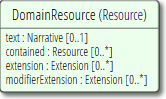 DomainResource (Resource)
text : Narrative [0..1]
contained : Resource [0..*]
extension : Extension [0..*]
modifierExtension : Extension [0..*]